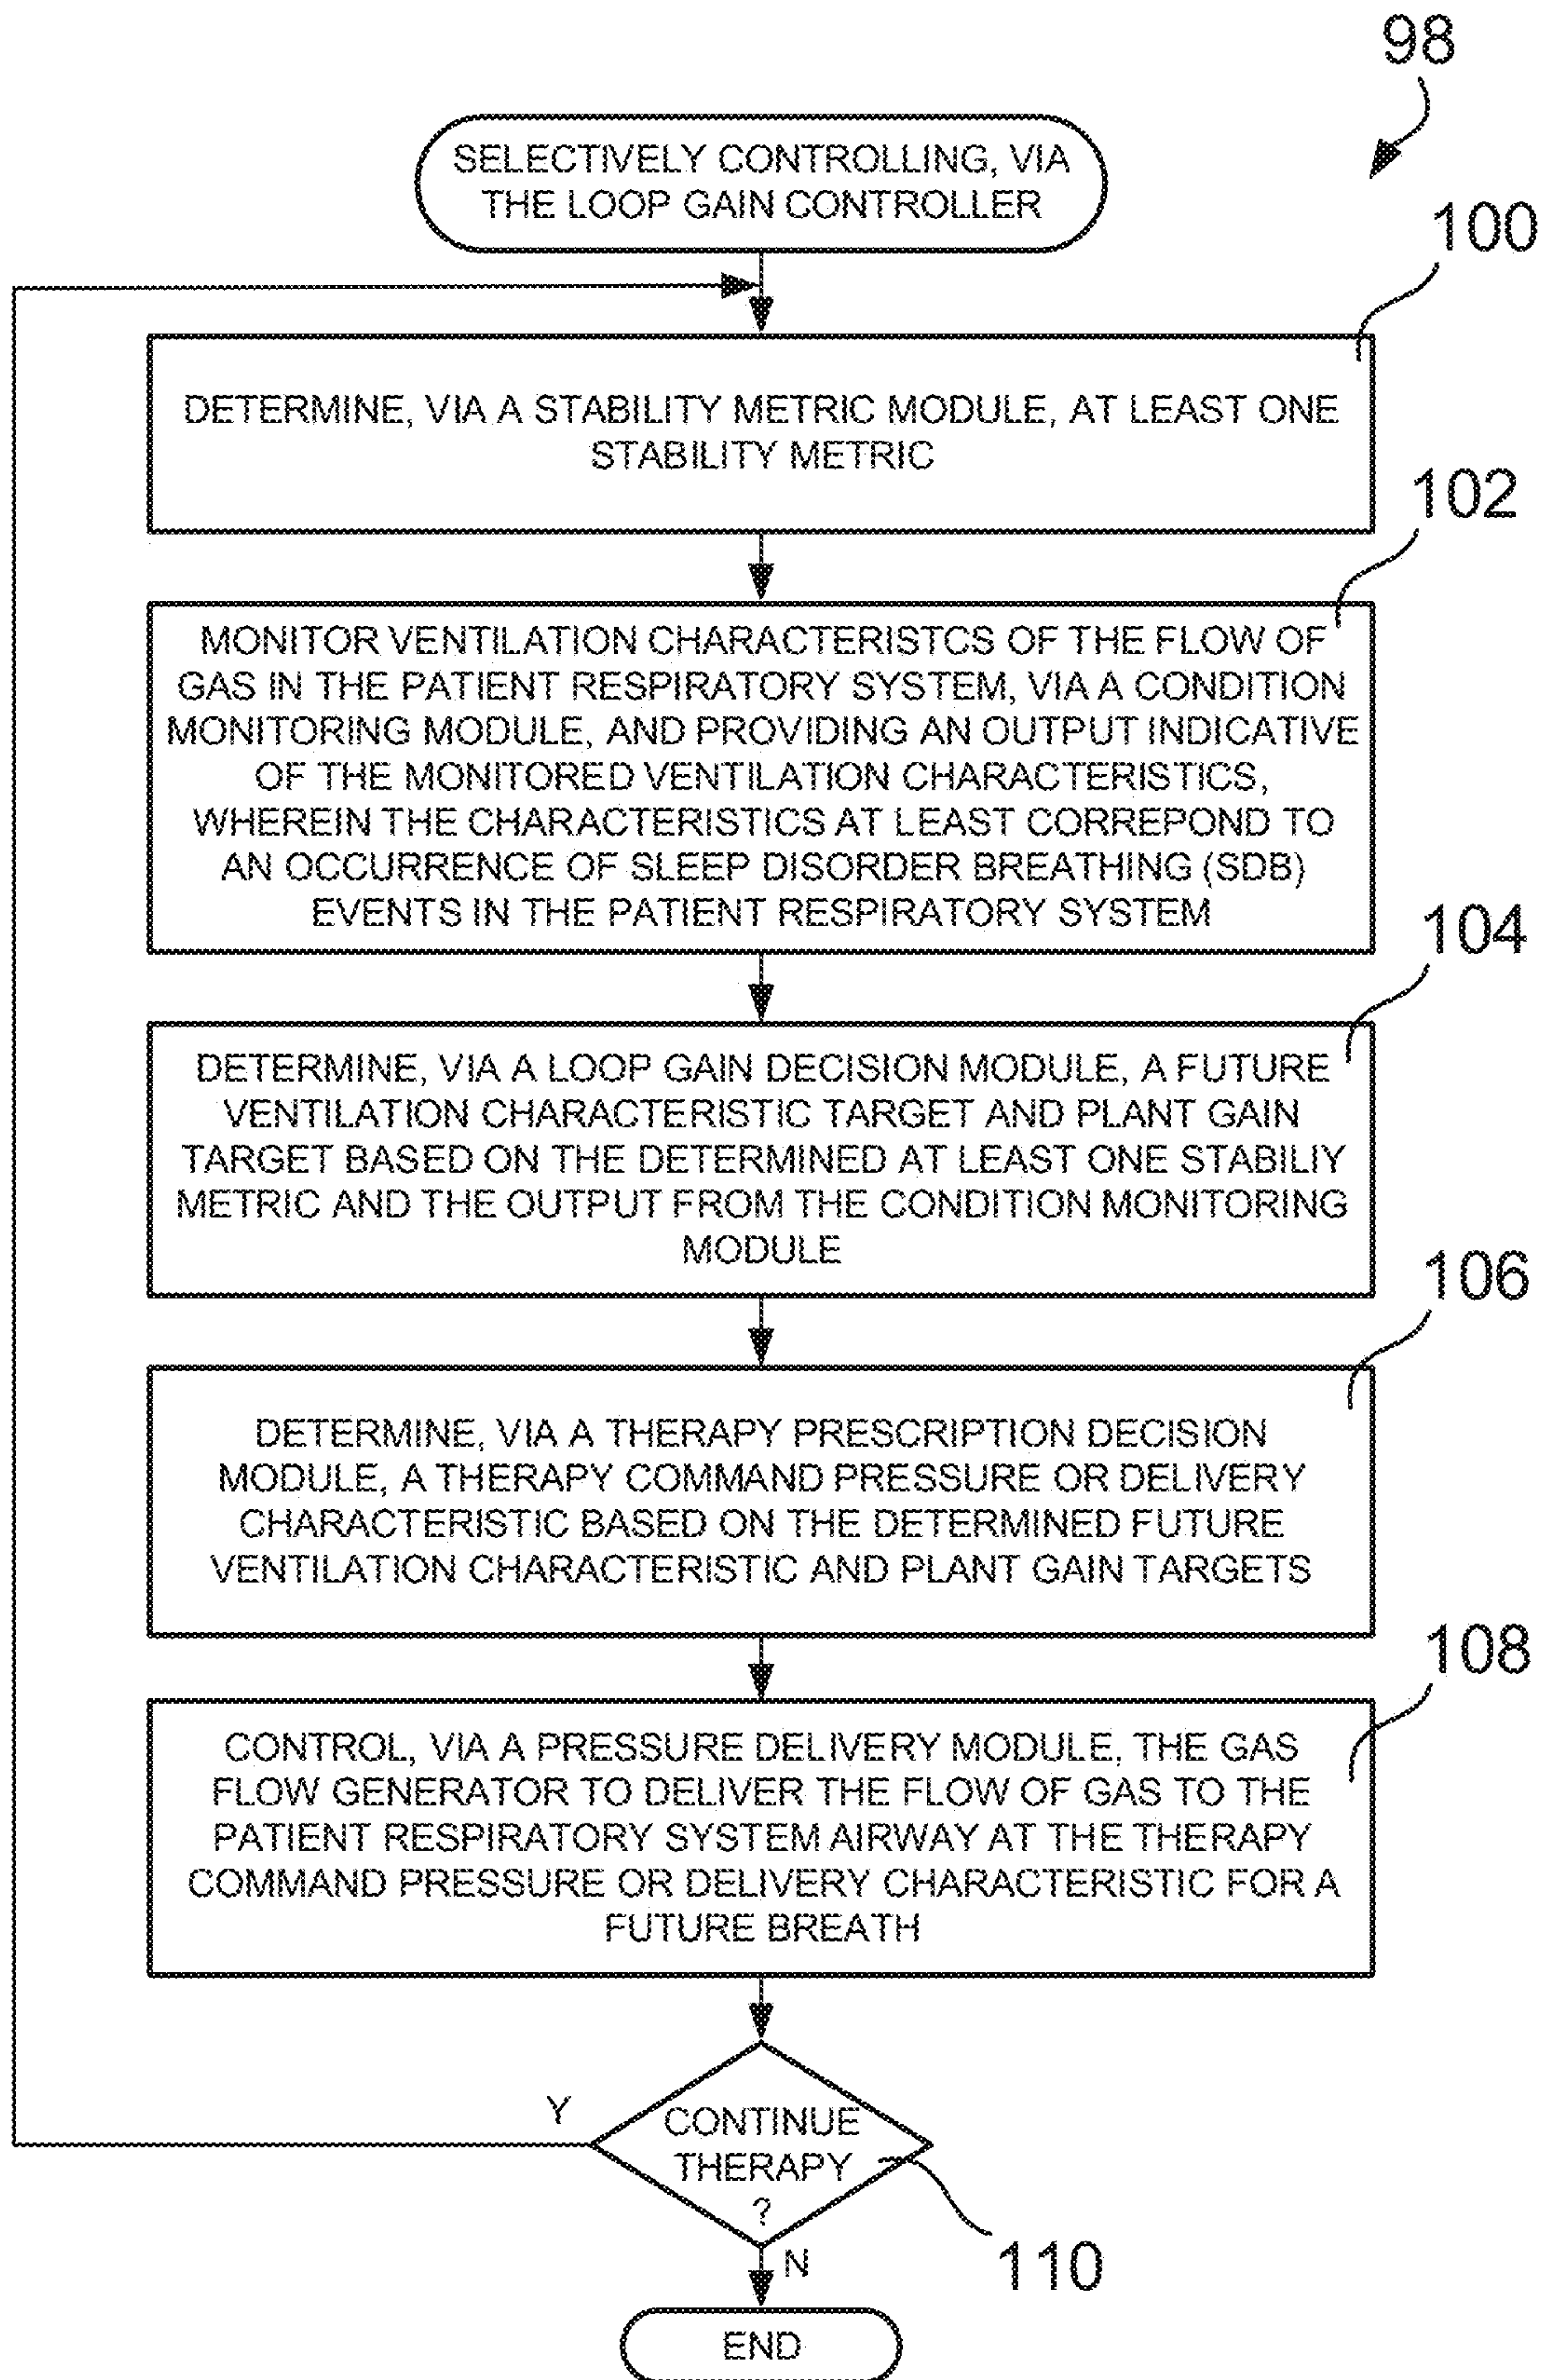 98
SELECTIVELY CONTROLLING, VIA
THE LOOP GAIN CONTROLLER
100
DETERMINE, VIA A STABILITY METRIC MODULE, AT LEAST ONE
STABILITY METRIC
102
MONITOR VENTILATION CHARACTERISTCS OF THE FLOW OF
GAS IN THE PATIENT RESPIRATORY SYSTEM, VIA A CONDITION
MONITORING MODULE, AND PROVIDING AN OUTPUT INDICATIVE
OF THE MONITORED VENTILATION CHARACTERISTICS,
WHEREIN THE CHARACTERISTICS AT LEAST CORREPOND TO
AN OCCURRENCE OF SLEEP DISORDER BREATHING (SDB)
EVENTS IN THE PATIENT RESPIRATORY SYSTEM
104
DETERMINE, VIA A LOOP GAIN DECISION MODULE, A FUTURE
VENTILATION CHARACTERISTIC TARGET AND PLANT GAIN
TARGET BASED ON THE DETERMINED AT LEAST ONE STABILIY
METRIC AND THE OUTPUT FROM THE CONDITION MONITORING
MODULE
106
DETERMINE, VIA A THERAPY PRESCRIPTION DECISION
MODULE, A THERAPY COMMAND PRESSURE OR DELIVERY
CHARACTERISTIC BASED ON THE DETERMINED FUTURE
VENTILATION CHARACTERISTIC AND PLANT GAIN TARGETS
108
CONTROL, VIA A PRESSURE DELIVERY MODULE, THE GAS
FLOW GENERATOR TO DELIVER THE FLOW OF GAS TO THE
PATIENT RESPIRATORY SYSTEM AIRWAY AT THE THERAPY
COMMAND PRESSURE OR DELIVERY CHARACTERISTIC FOR A
FUTURE BREATH
Y
CONTINUE
THERAPY
?
110
N
END